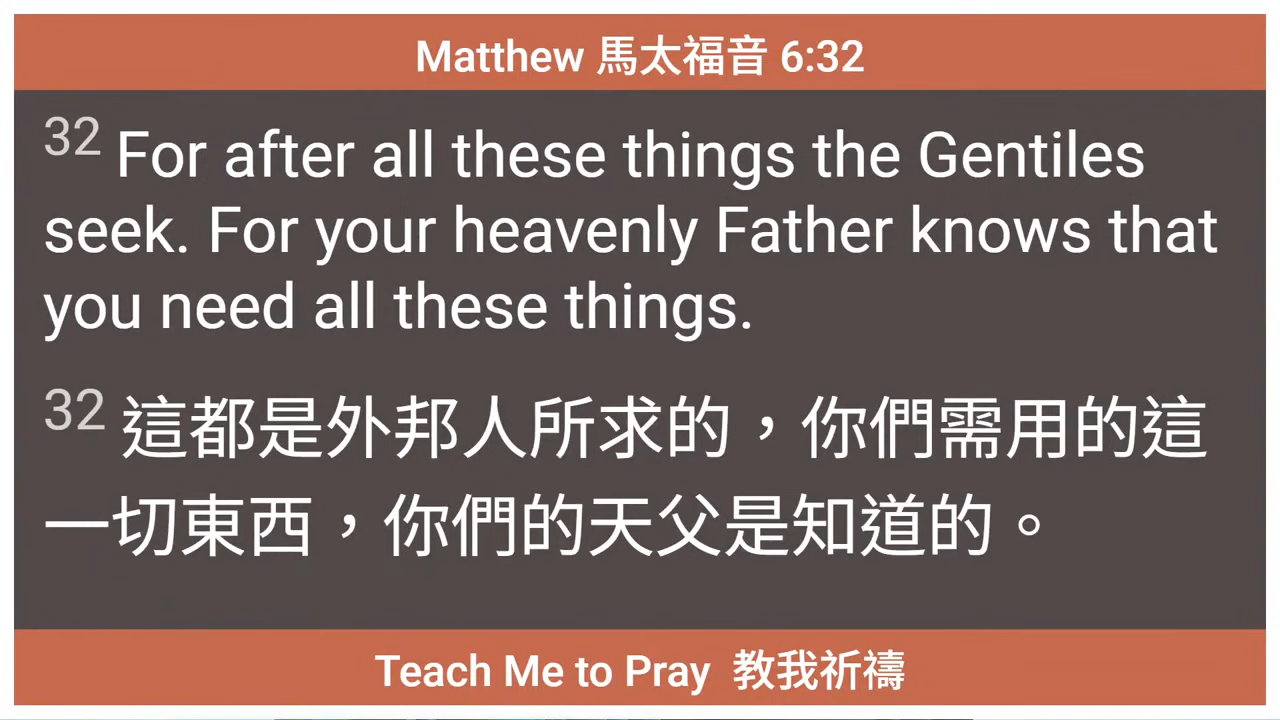 Matthew 馬太福音 6:32
32 For after all these things the Gentiles
seek. For your heavenly Father knows that
you need all these things.
32 這都是外邦人所求的，你們需用的這
一切東西，你們的天父是知道的。
Teach Me to Pray 教我祈禱